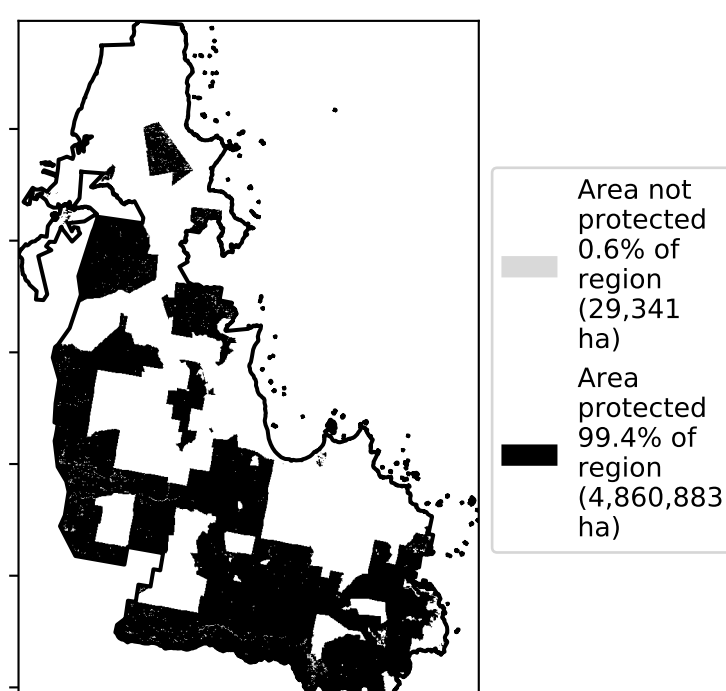 Area not
protected
0.6% of
region
(29,341
ha)
Area
protected
99.4% of
region
(4,860,883
ha)